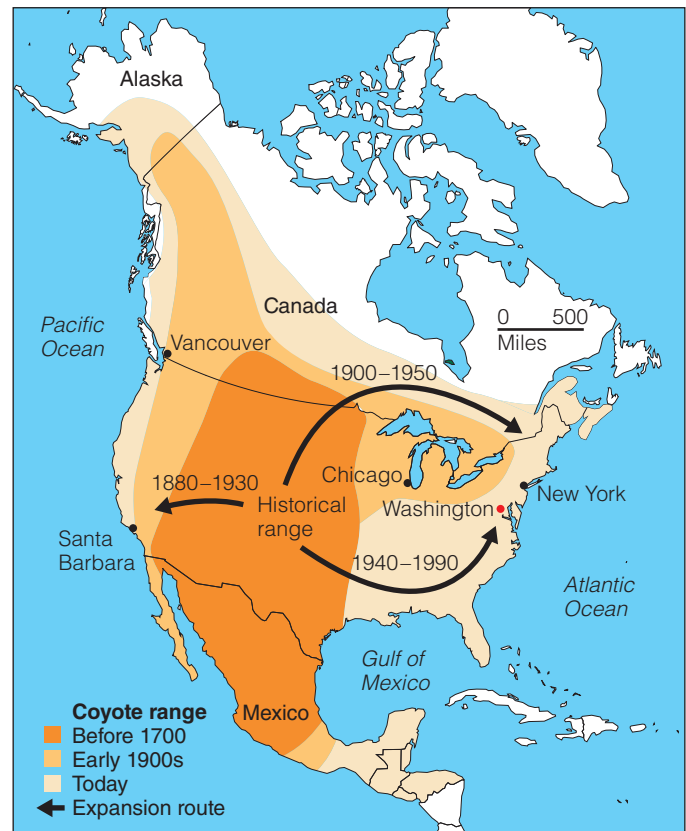 Alaska
Canada
Pacific
Ocean
Vancouver
0 500
Miles
1900–1950
1880–1930
Chicago
Historical
range
Washington
New York
Santa
Barbara
1940–1990
Atlantic
Ocean
Gulf of
Mexico
Mexico
Coyote range
Before 1700
Early 1900s
Today
Expansion route